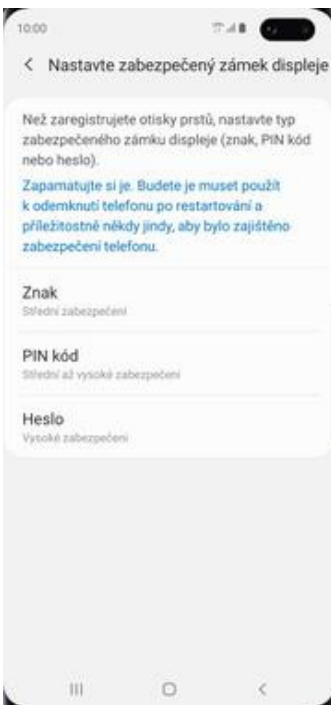 10:00
Nastavte zabezpečený zámek displeje
Než zaregistrujete otisky prstů, nastavte typ
zabezpečeného zámku displeje (znak, PIN kód
nebo heslo).
Zapamatujte si je. Budete je muset použít
k odemknutí telefonu po restartování a
příležitostně někdy jindy, aby bylo zajištěno
zabezpečení telefonu.
Znak
Střední zabezpečení
PIN kód
Střední až vysoké zabezpečení
Heslo
Vysoké zabezpečení